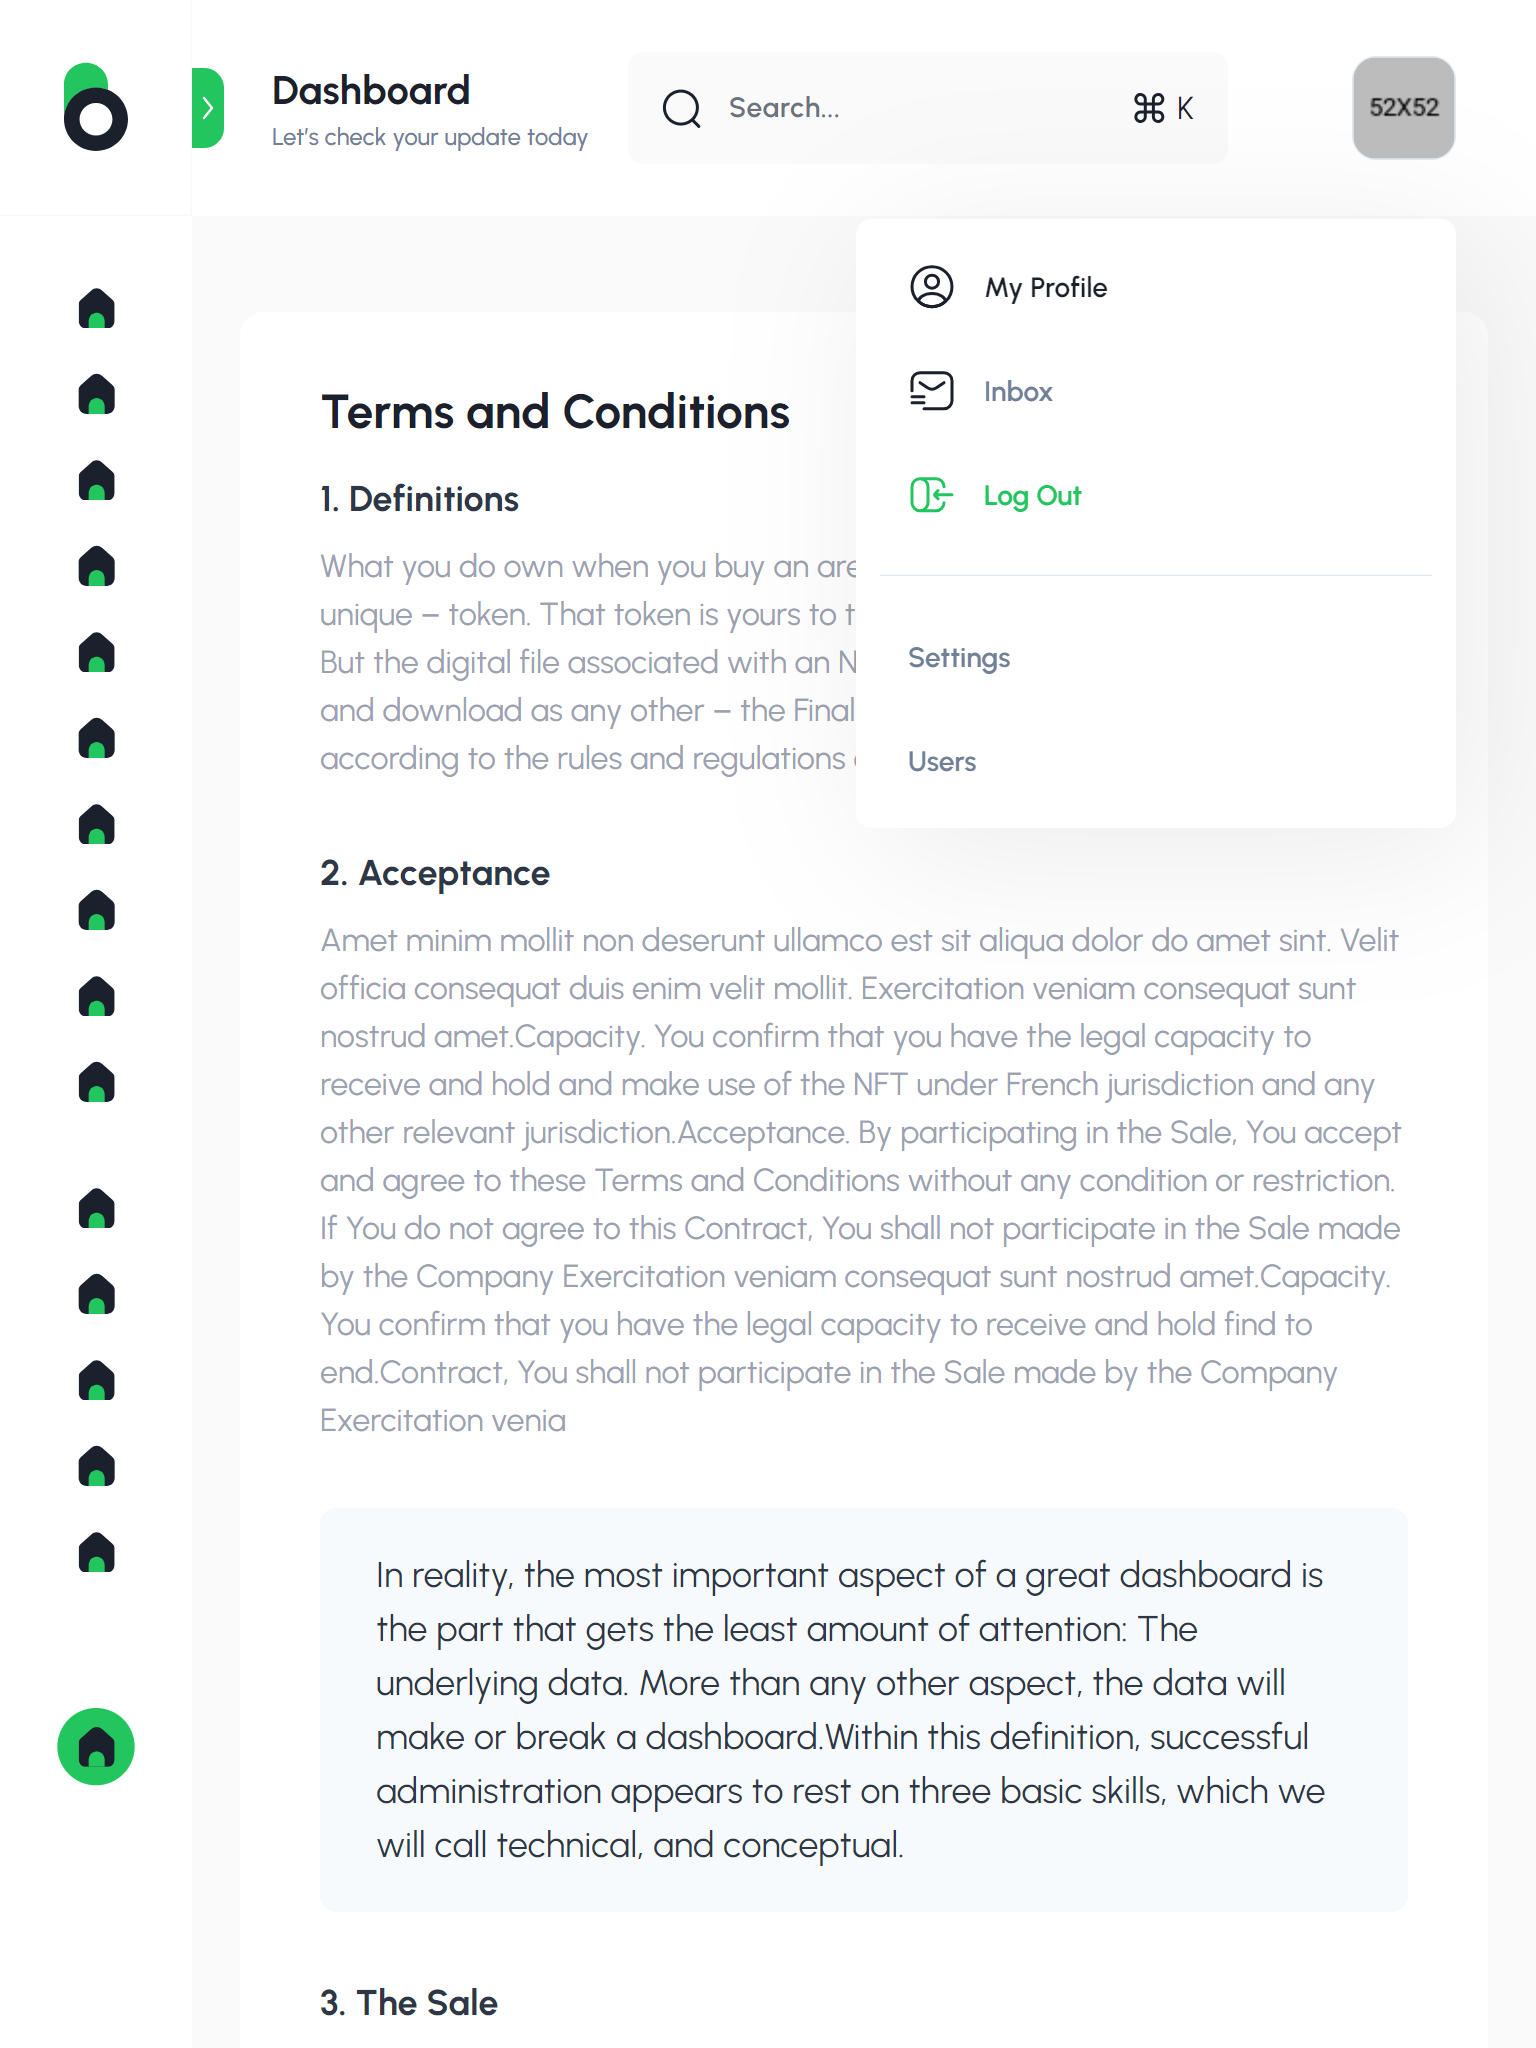 Dashboard
Let's check your update today
Search...
⌘ K
52X52
My Profile
Inbox
Log Out
Settings
Users
Terms and Conditions
1. Definitions
What you do own when you buy an
unique – token. That token is yours to
But the digital file associated with an
and download as any other – the
according to the rules and regulations
2. Acceptance
Amet minim mollit non deserunt ullamco est sit aliqua dolor do amet sint. Velit
officia consequat duis enim velit mollit. Exercitation veniam consequat sunt
nostrud amet.Capacity. You confirm that you have the legal capacity to
receive and hold and make use of the NFT under French jurisdiction and any
other relevant jurisdiction.Acceptance. By participating in the Sale, You accept
and agree to these Terms and Conditions without any condition or restriction.
If You do not agree to this Contract, You shall not participate in the Sale made
by the Company Exercitation veniam consequat sunt nostrud amet.Capacity.
You confirm that you have the legal capacity to receive and hold find to
end.Contract, You shall not participate in the Sale made by the Company
Exercitation venia
In reality, the most important aspect of a great dashboard is
the part that gets the least amount of attention: The
underlying data. More than any other aspect, the data will
make or break a dashboard.Within this definition, successful
administration appears to rest on three basic skills, which we
will call technical, and conceptual.
3. The Sale